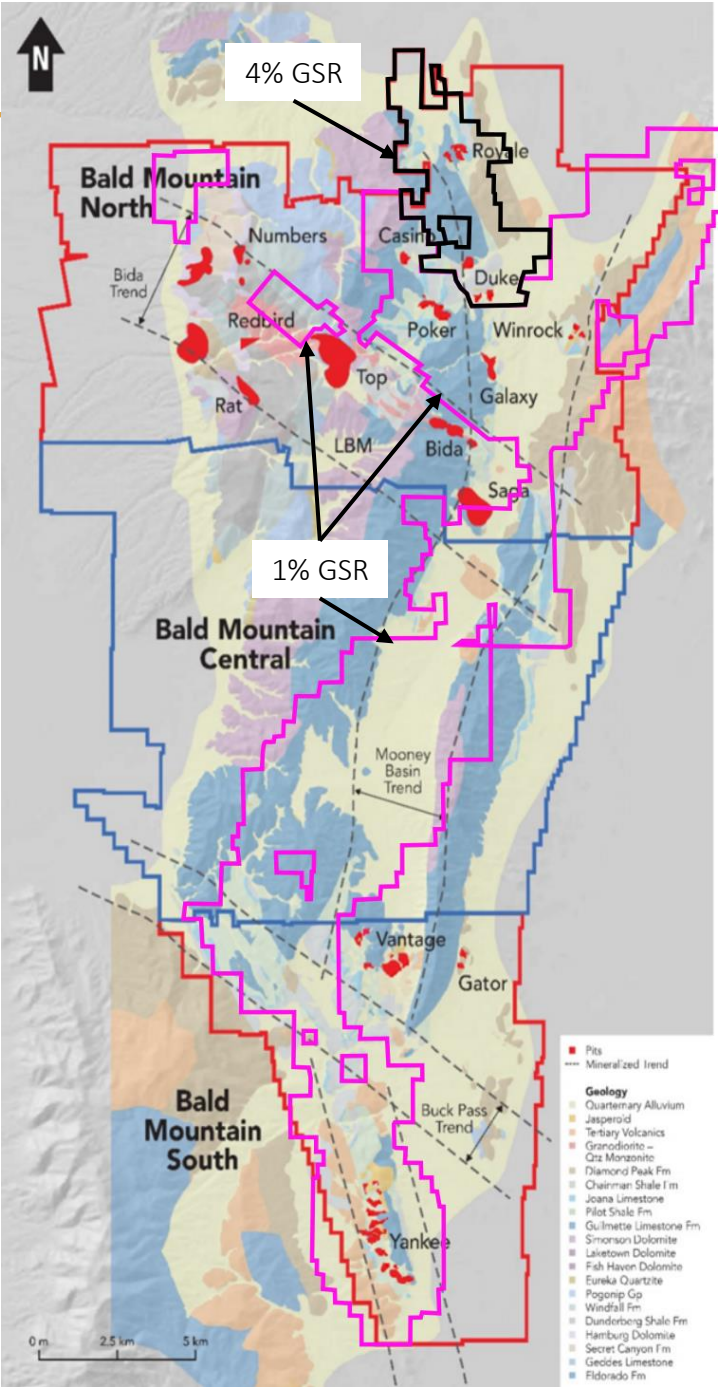 N
4% GSR
Royale
Bald Mountain
North
Numbers
Casino
Bida
Trend
Duke
Redbird
Poker
Winrock
Top
Rat
Galaxy
LBM
Bida
Saga
1% GSR
Bald Mountain
Central
Mooney
Basin
Trend
Vantage
Gator
Bald
Mountain
South
Buck Pass
Trend
Yankee
0 m
2.5 km
5 km
Pits
Mineralized Trend
Geology
Quarternary Alluvium
Jasperoid
Tertiary Volcanics
Granodiorite –
Qtz Monzonite
Diamond Peak Fm
Chainman Shale Fm
Joana Limestone
Pilot Shale Fm
Guilmette Limestone Fm
Simonson Dolomite
Laketown Dolomite
Fish Haven Dolomite
Eureka Quartzite
Pogonip Gp
Windfall Fm
Dunderberg Shale Fm
Hamburg Dolomite
Secret Canyon Fm
Geddes Limestone
Eldorado Fm